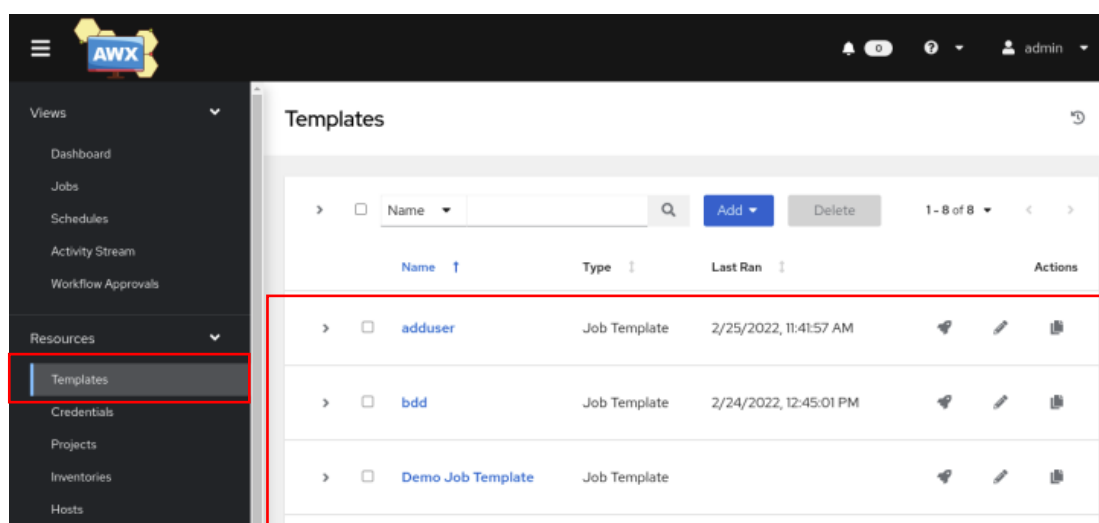 AWX
0
admin
Views
Dashboard
Jobs
Schedules
Activity Stream
Workflow Approvals
Resources
Templates
Credentials
Projects
Inventories
Hosts
Templates
Name
Add
Delete
1 - 8 of 8
Name Type Last Ran Actions
adduser Job Template 2/25/2022, 11:41:57 AM
bdd Job Template 2/24/2022, 12:45:01 PM
Demo Job Template Job Template